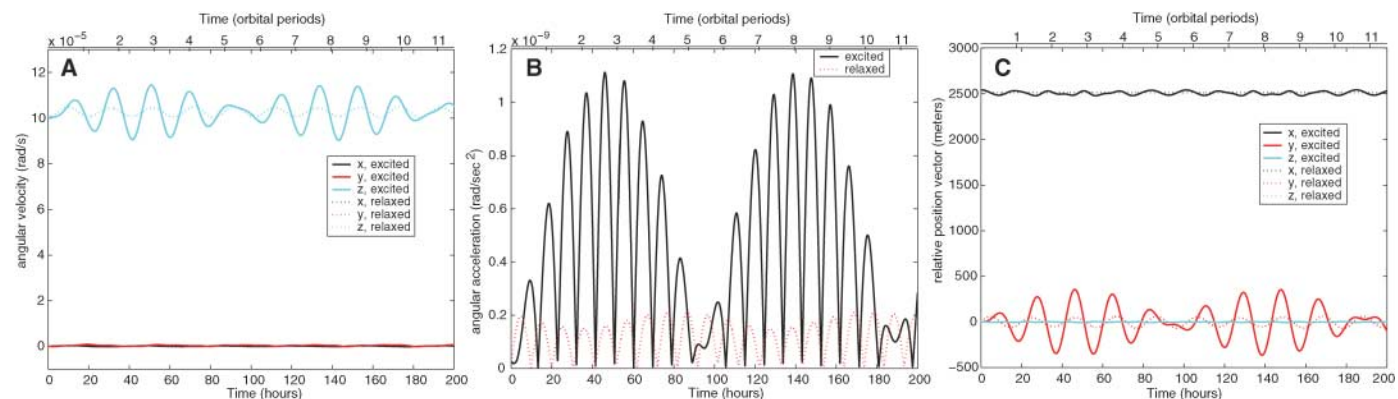 Time (orbital periods)
2 3 4 5 6 7 8 9 10 11
x 10 -5
A
12
10
8
6
4
2
0
angular velocity (rad/s)
x, excited
y, excited
z, excited
x, relaxed
y, relaxed
z, relaxed
0 20 40 60 80 100 120 140 160 180 200
Time (hours)
Time (orbital periods)
2 3 4 5 6 7 8 9 10 11
x 10 -9
B
1.2
1
0.8
0.6
0.4
0.2
0
angular acceleration (rad/sec 2)
excited
relaxed
0 20 40 60 80 100 120 140 160 180 200
Time (hours)
Time (orbital periods)
1 2 3 4 5 6 7 8 9 10 11
C
3000
2500
2000
1500
1000
500
0
−500
relative position vector (meters)
x, excited
y, excited
z, excited
x, relaxed
y, relaxed
z, relaxed
0 20 40 60 80 100 120 140 160 180 200
Time (hours)